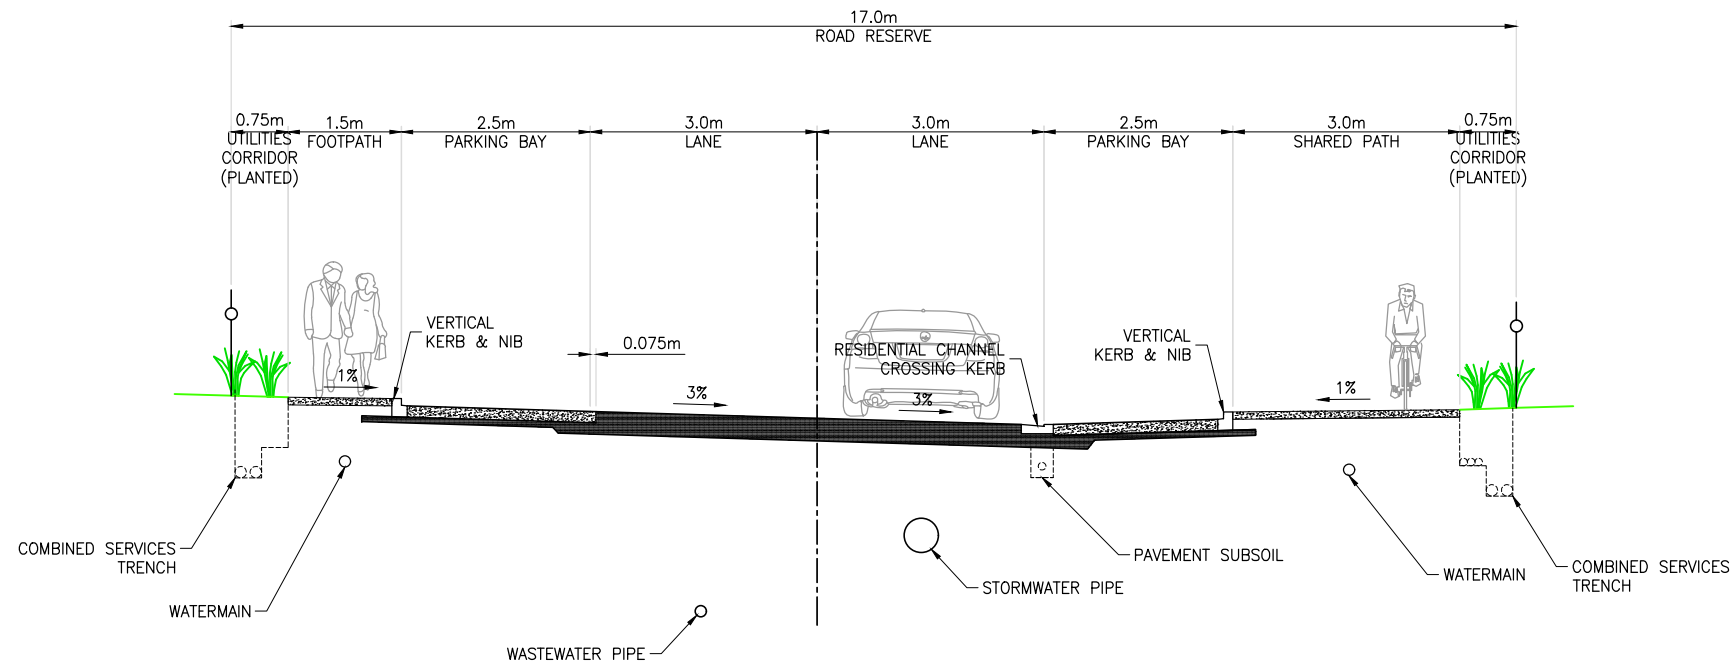 17.0m
ROAD RESERVE
0.75m
UTILITIES
CORRIDOR
(PLANTED)
1.5m
FOOTPATH
2.5m
PARKING BAY
3.0m
LANE
3.0m
LANE
2.5m
PARKING BAY
3.0m
SHARED PATH
0.75m
UTILITIES
CORRIDOR
(PLANTED)
VERTICAL
KERB & NIB
0.075m
RESIDENTIAL CHANNEL
CROSSING KERB
VERTICAL
KERB & NIB
1%
3%
3%
1%
COMBINED SERVICES
TRENCH
WATERMAIN
WASTEWATER PIPE
STORMWATER PIPE
PAVEMENT SUBSOIL
WATERMAIN
COMBINED SERVICES
TRENCH